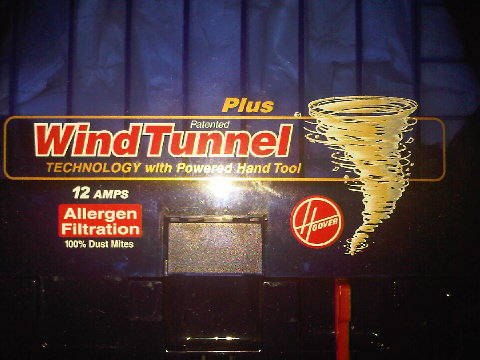 Plus
Patented
WindTunnel
TECHNOLOGY with Powered Hand Tool
12 AMPS
Allergen
Filtration
100% Dust Mites
HOOVER